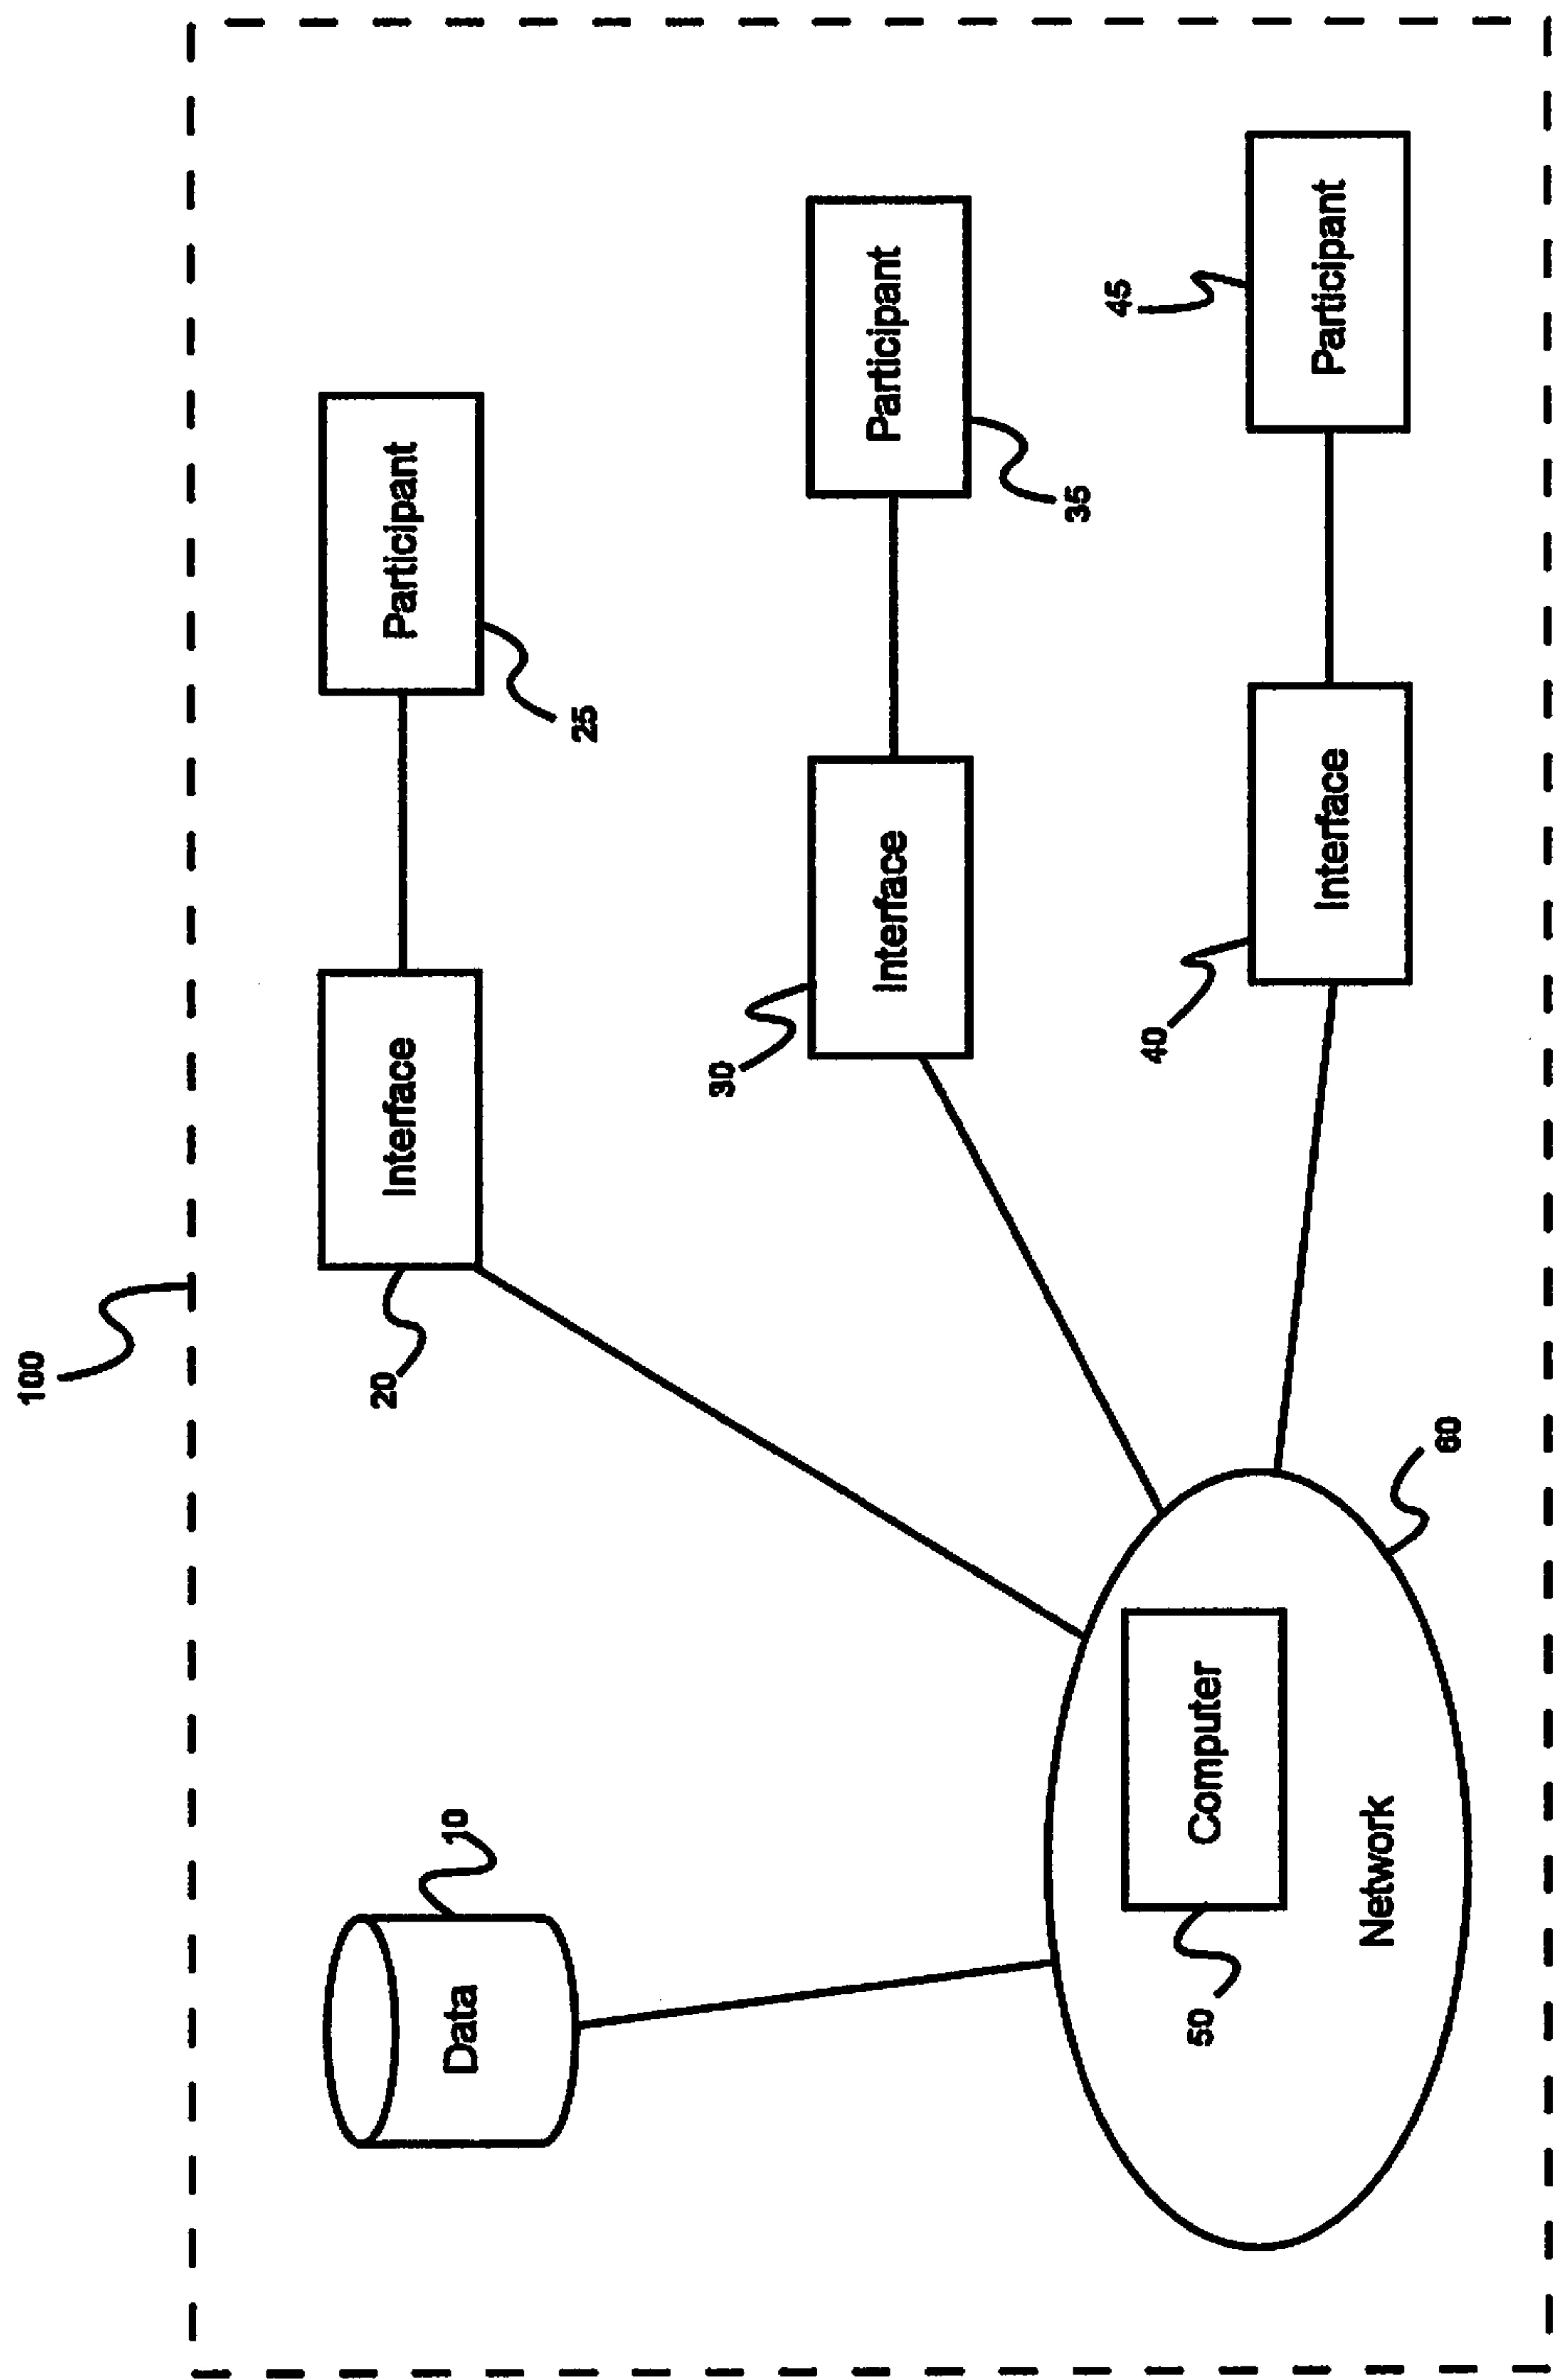 100
Data
10
20
Interface
Participant
25
30
Interface
Participant
35
45
40
Interface
Participant
50
Computer
Network
60